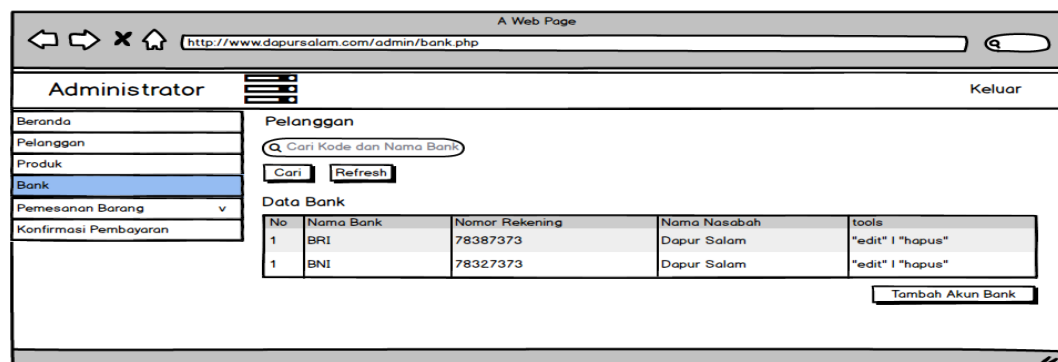 A Web Page
http://www.dapursalam.com/admin/bank.php
Administrator
Keluar
Beranda
Pelanggan
Produk
Bank
Pemesanan Barang v
Konfirmasi Pembayaran
Pelanggan
Cari Kode dan Nama Bank
Cari Refresh
Data Bank
No Nama Bank Nomor Rekening Nama Nasabah tools
1 BRI 78387373 Dapur Salam "edit" | "hapus"
1 BNI 78327373 Dapur Salam "edit" | "hapus"
Tambah Akun Bank